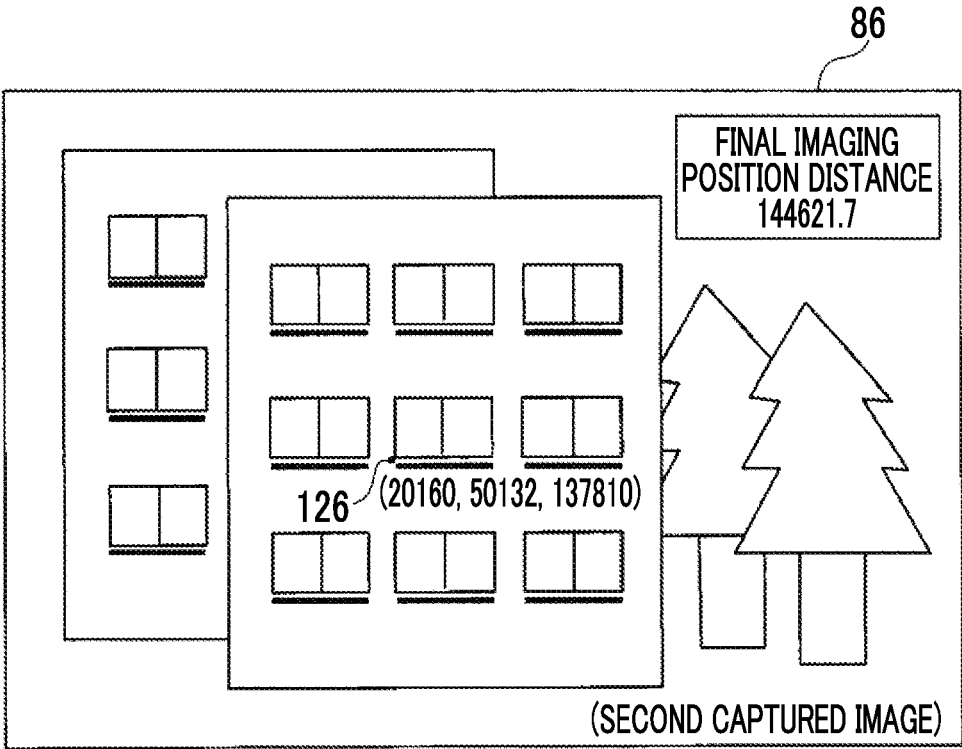 86
FINAL IMAGING
POSITION DISTANCE
144621.7
126
(20160, 50132, 137810)
(SECOND CAPTURED IMAGE)